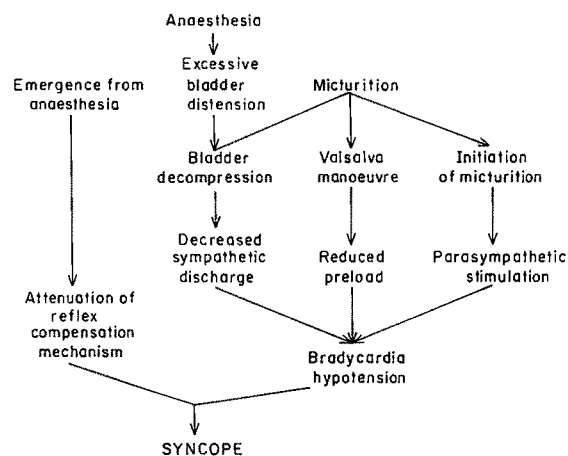 Anaesthesia
Excessive
bladder
distension
Emergence from
anaesthesia
Micturition
Bladder
decompression
Valsalva
manoeuvre
Initiation
of micturition
Decreased
sympathetic
discharge
Reduced
preload
Parasympathetic
stimulation
Attenuation of
reflex
compensation
mechanism
Bradycardia
hypotension
SYNCOPE